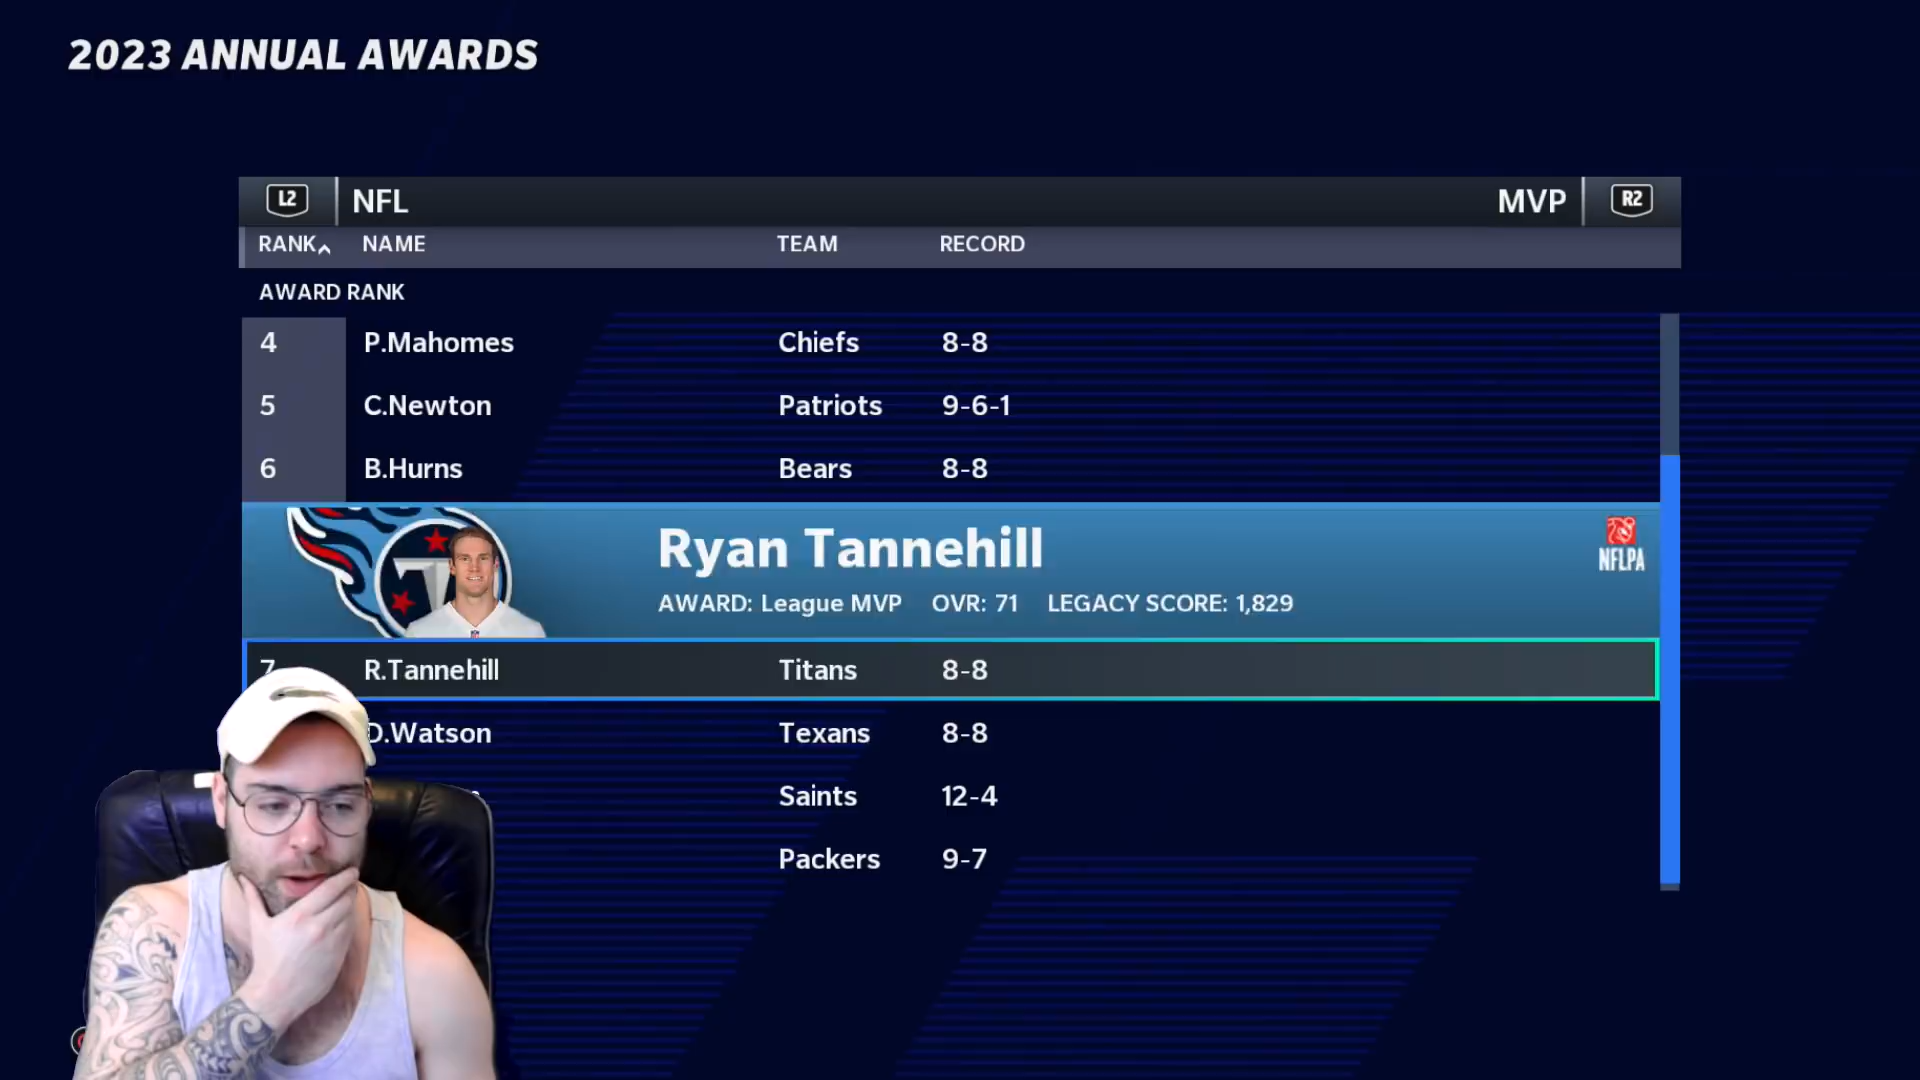 2023 ANNUAL AWARDS
L2 NFL MVP R2
RANK NAME TEAM RECORD
AWARD RANK
4 P.Mahomes Chiefs 8-8
5 C.Newton Patriots 9-6-1
6 B.Hurns Bears 8-8
Ryan Tannehill
NFLPA
AWARD: League MVP OVR: 71 LEGACY SCORE: 1,829
7 R.Tannehill Titans 8-8
D.Watson Texans 8-8
Saints 12-4
Packers 9-7